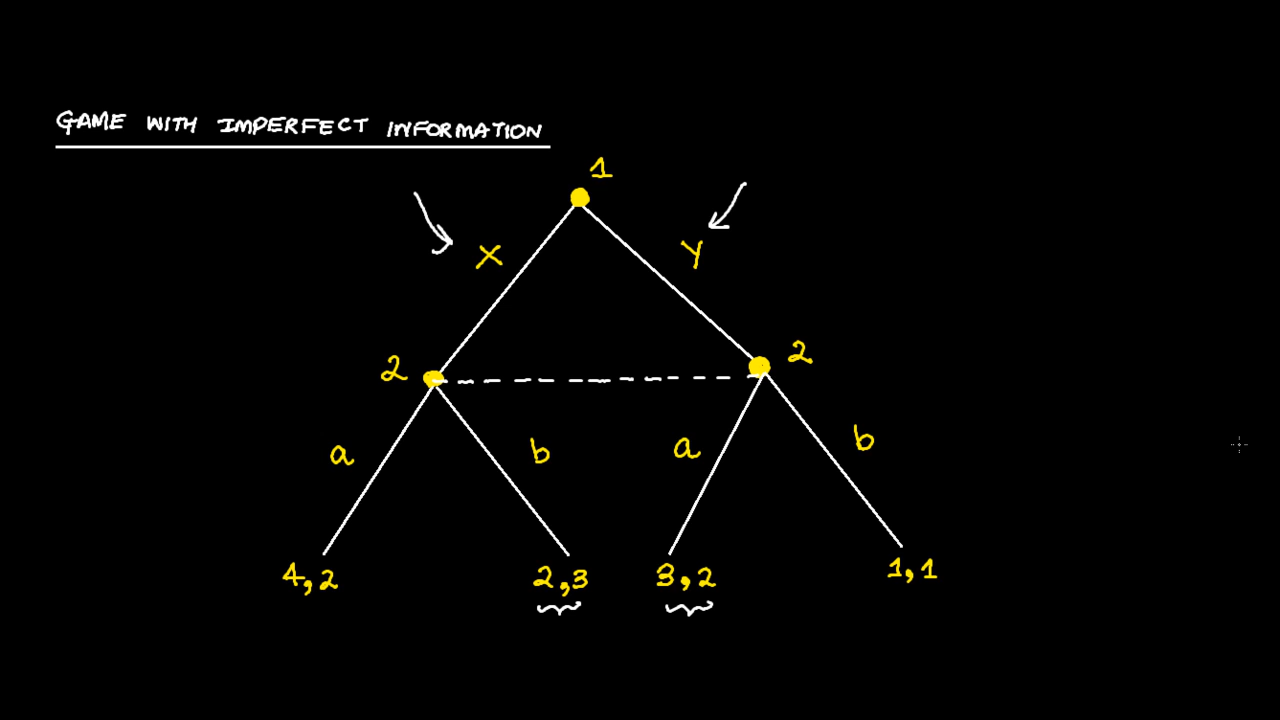 GAME WITH IMPERFECT INFORMATION
1
X Y
2 2
a b a b
4,2 2,3 3,2 1,1